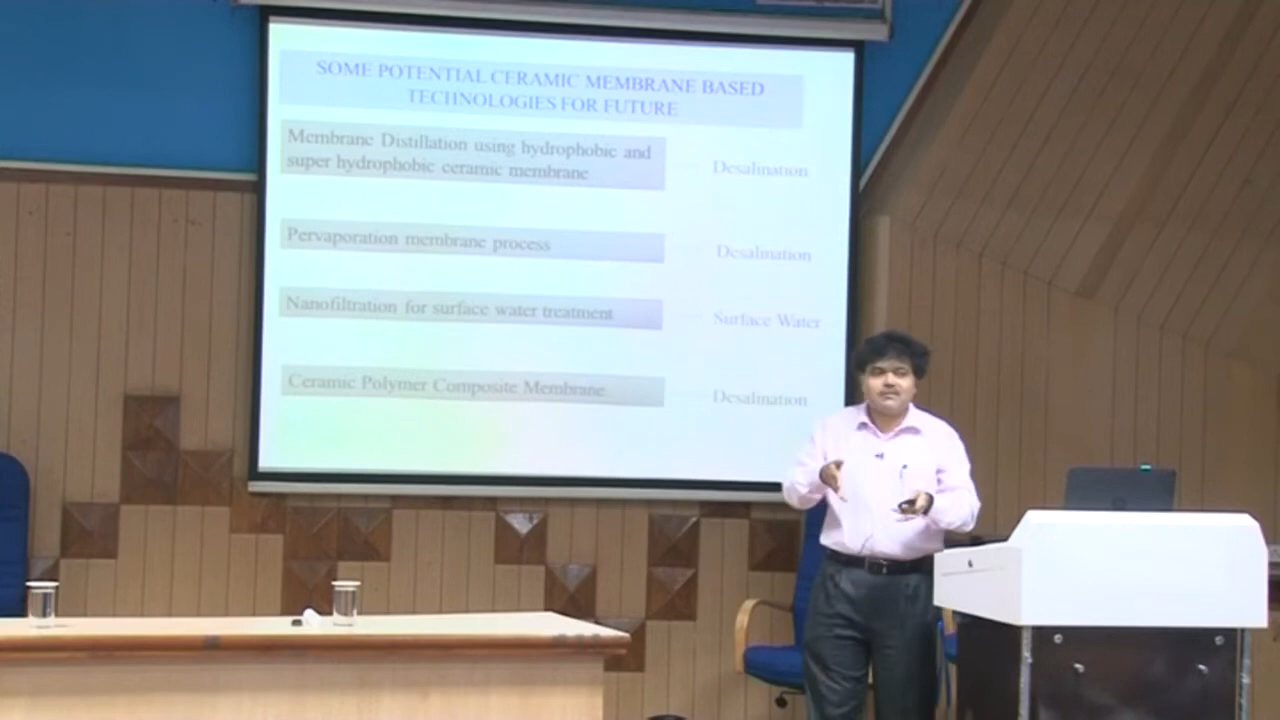 SOME POTENTIAL CERAMIC MEMBRANE BASED
TECHNOLOGIES FOR FUTURE
Membrane Distillation using hydrophobic and
super hydrophobic ceramic membrane
Desalination
Pervaporation membrane process
Desalination
Nanofiltration for surface water treatment
Surface Water
Ceramic Polymer Composite Membrane
Desalination